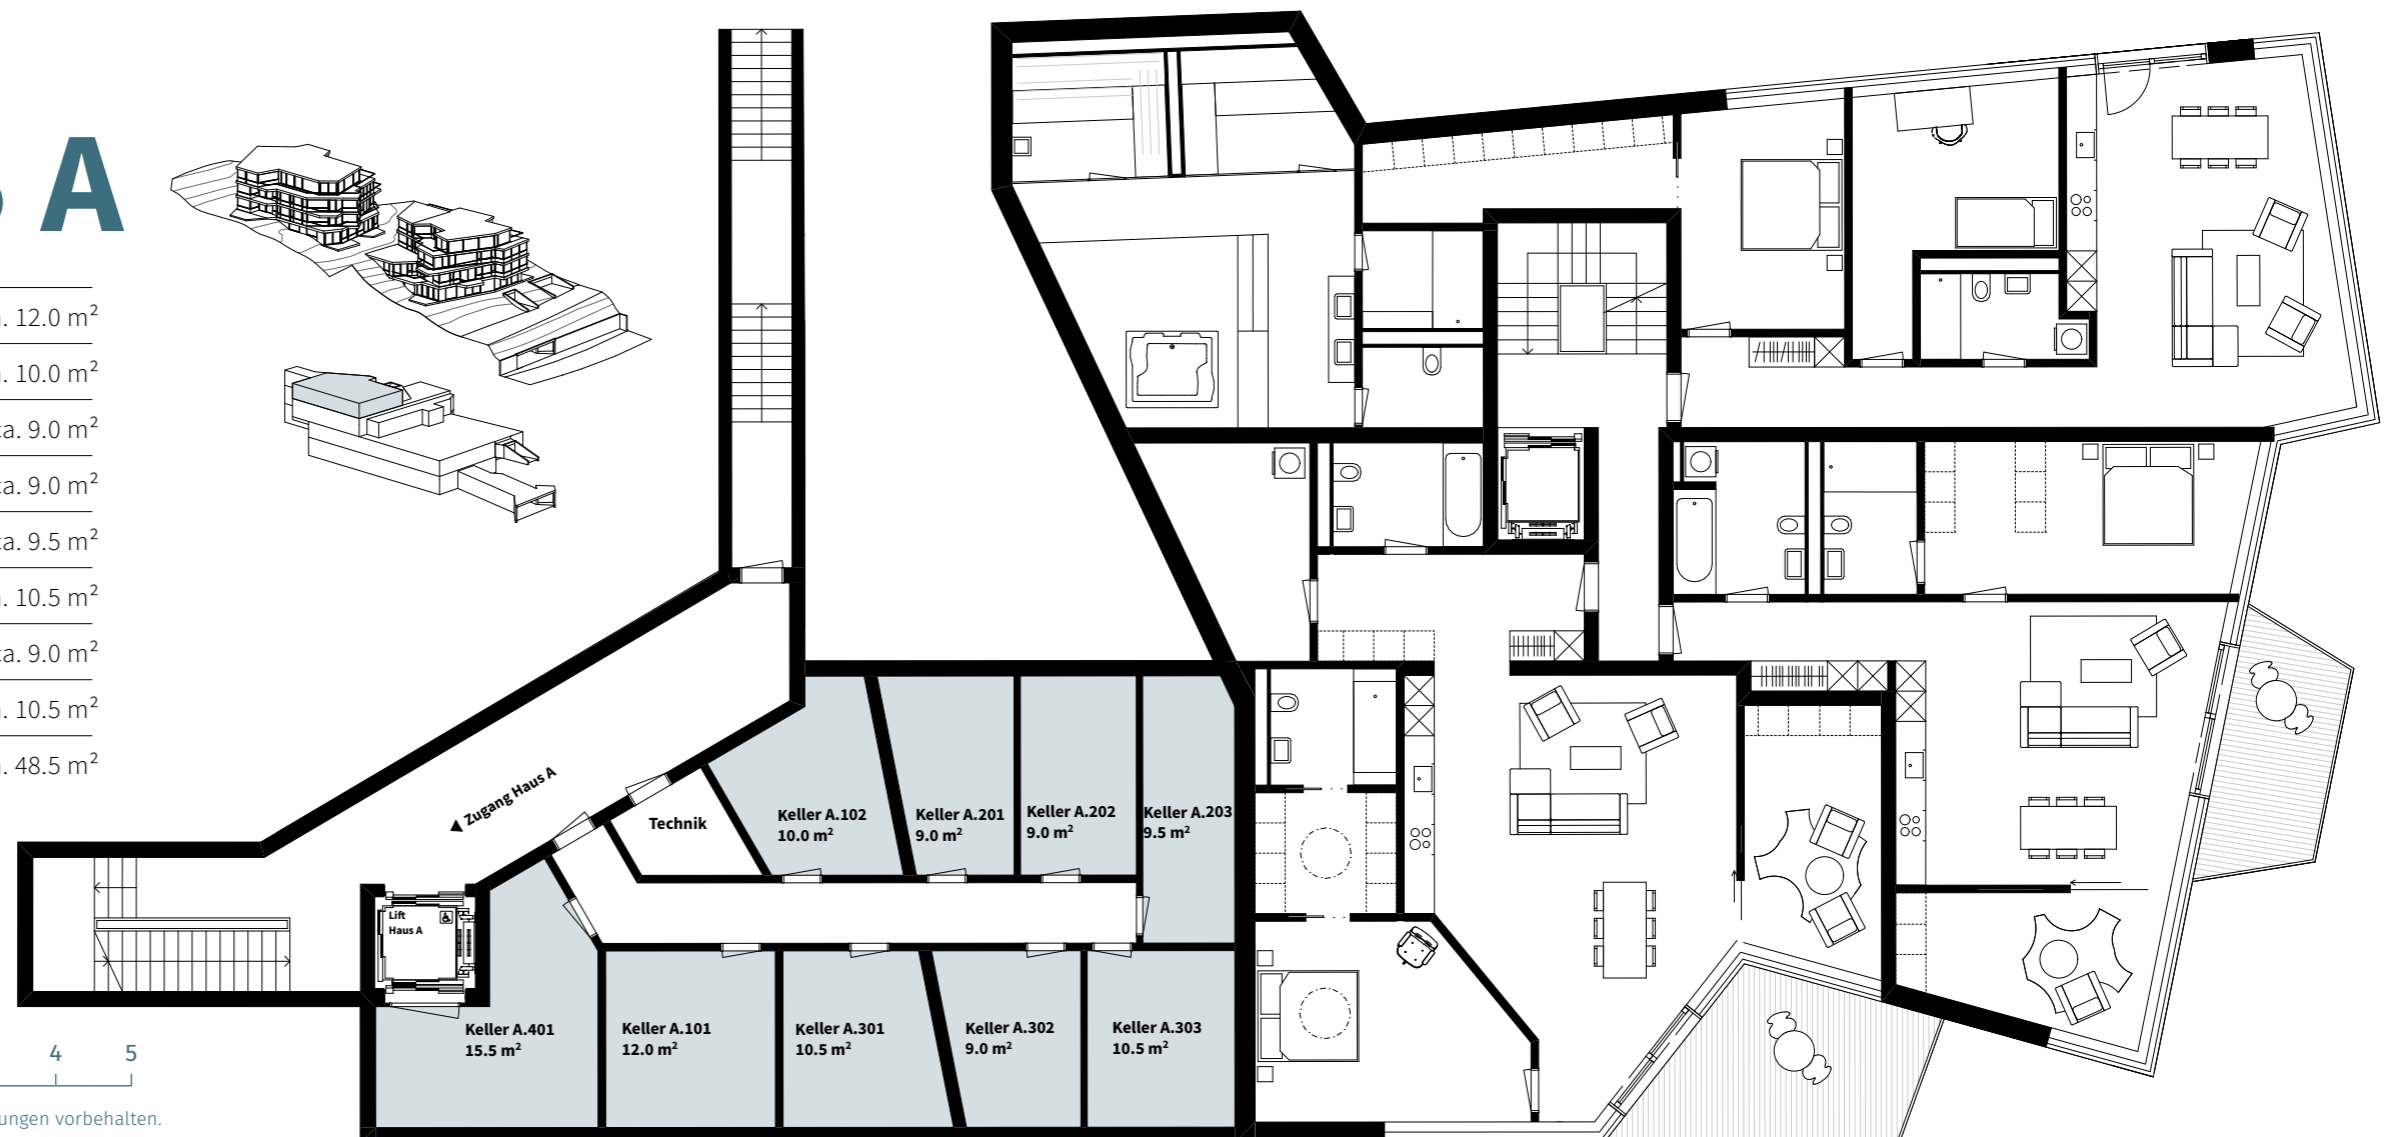 A
12.0 m²
10.0 m²
ca. 9.0 m²
ca. 9.0 m²
ca. 9.5 m²
10.5 m²
ca. 9.0 m²
10.5 m²
48.5 m²
4 5
ungen vorbehalten.
◀ Zugang Haus A
Lift
Haus A
Technik
Keller A.102
10.0 m²
Keller A.201
9.0 m²
Keller A.202
9.0 m²
Keller A.203
9.5 m²
Keller A.401
15.5 m²
Keller A.101
12.0 m²
Keller A.301
10.5 m²
Keller A.302
9.0 m²
Keller A.303
10.5 m²